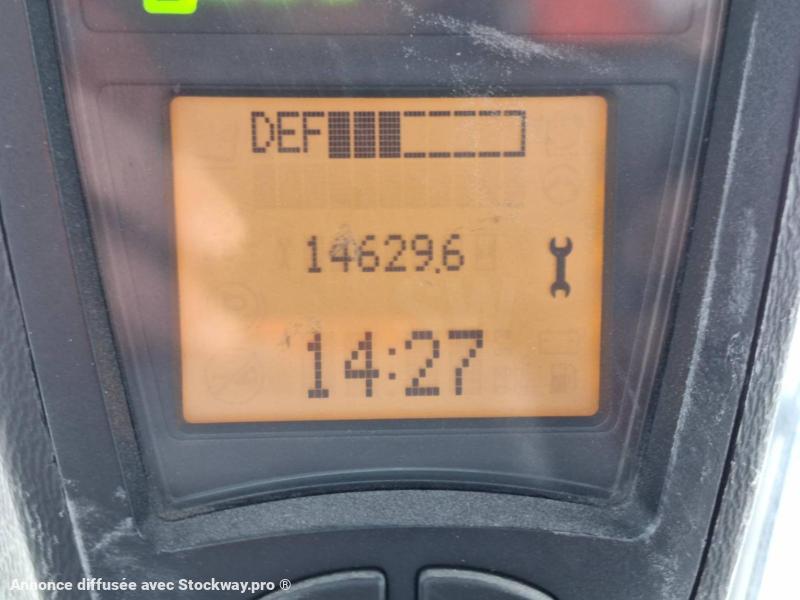 DEF
14629.6
14:27
Annonce diffusée avec Stockway.pro ®